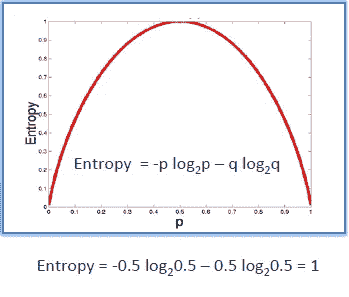 1
0.9
0.8
0.7
0.6
0.5
0.4
0.3
0.2
0.1
0
Entropy
Entropy = -p log₂p – q log₂q
0 0.1 0.2 0.3 0.4 0.5 0.6 0.7 0.8 0.9 1
p
Entropy = -0.5 log₂0.5 – 0.5 log₂0.5 = 1